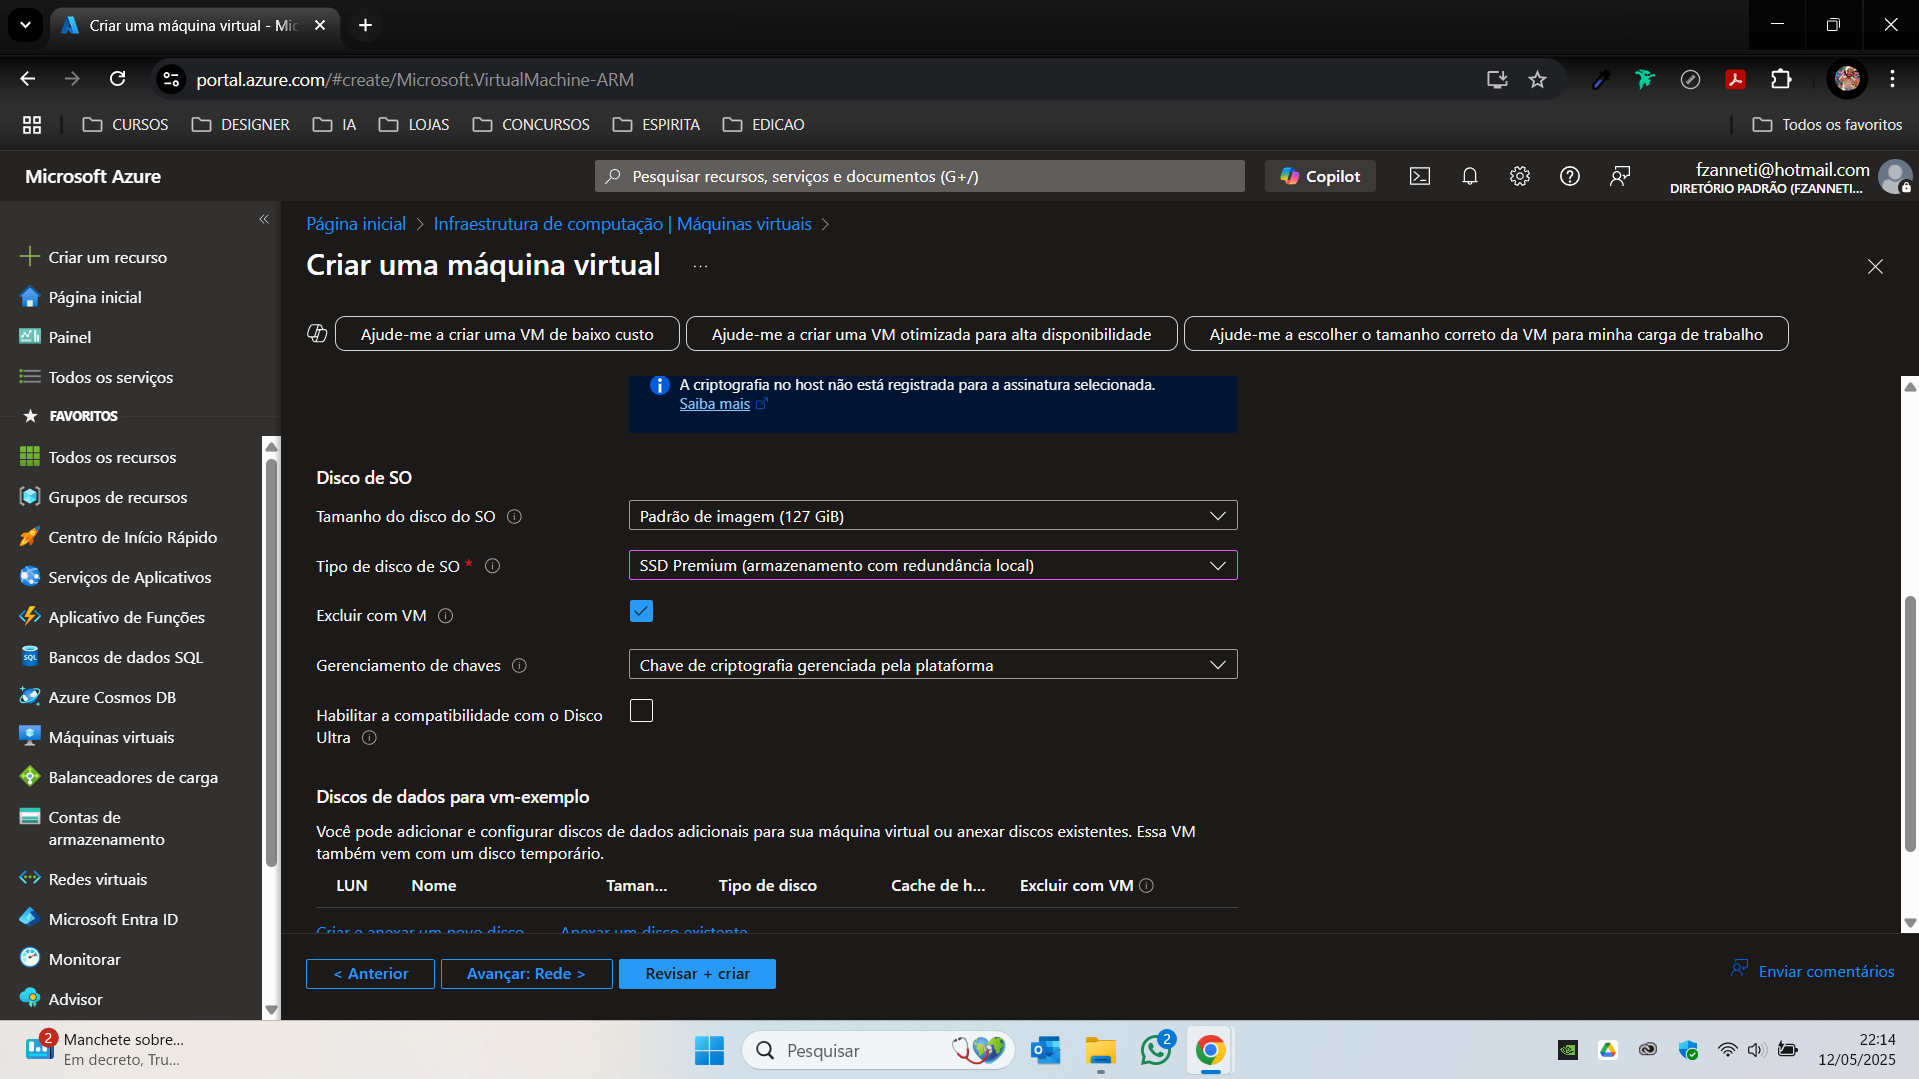 Criar uma máquina virtual - Mic
portal.azure.com/#create/Microsoft.VirtualMachine-ARM
CURSOS
DESIGNER
IA
LOJAS
CONCURSOS
ESPIRITA
EDICAO
Todos os favoritos
Microsoft Azure
Pesquisar recursos, serviços e documentos (G+/)
Copilot
fzanneti@hotmail.com
DIRETÓRIO PADRÃO (FZANNETI...
Criar um recurso
Página inicial
Painel
Todos os serviços
FAVORITOS
Todos os recursos
Grupos de recursos
Centro de Início Rápido
Serviços de Aplicativos
Aplicativo de Funções
Bancos de dados SQL
Azure Cosmos DB
Máquinas virtuais
Balanceadores de carga
Contas de
armazenamento
Redes virtuais
Microsoft Entra ID
Monitorar
Advisor
Página inicial > Infraestrutura de computação | Máquinas virtuais >
Criar uma máquina virtual ...
Ajude-me a criar uma VM de baixo custo
Ajude-me a criar uma VM otimizada para alta disponibilidade
Ajude-me a escolher o tamanho correto da VM para minha carga de trabalho
A criptografia no host não está registrada para a assinatura selecionada.
Saiba mais
Disco de SO
Tamanho do disco do SO
Padrão de imagem (127 GiB)
Tipo de disco de SO *
SSD Premium (armazenamento com redundância local)
Excluir com VM
Gerenciamento de chaves
Chave de criptografia gerenciada pela plataforma
Habilitar a compatibilidade com o Disco
Ultra
Discos de dados para vm-exemplo
Você pode adicionar e configurar discos de dados adicionais para sua máquina virtual ou anexar discos existentes. Essa VM
também vem com um disco temporário.
LUN
Nome
Taman...
Tipo de disco
Cache de h...
Excluir com VM
Criar e anexar um novo disco
Anexar um disco existente
< Anterior
Avançar: Rede >
Revisar + criar
Enviar comentários
2
Manchete sobre...
Em decreto, Tru...
Pesquisar
2
22:14
12/05/2025